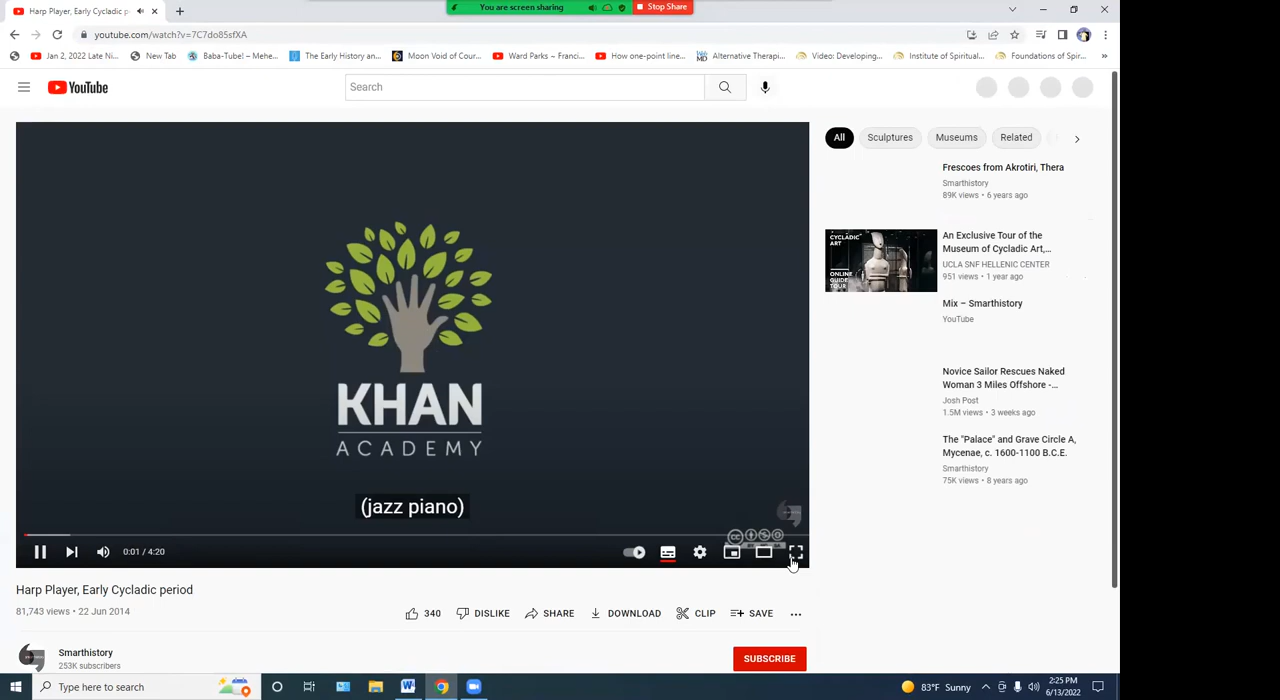 You are screen sharing
Stop Share
Harp Player, Early Cycladic p
youtube.com/watch?v=7C7do85sfXA
Jan 2, 2022 Late Ni...
New Tab
Baba-Tube! – Mehe...
The Early History an...
Moon Void of Cour...
Ward Parks – Franci...
How one-point line...
Alternative Therapi...
Video: Developing...
Institute of Spiritual...
Foundations of Spir...
YouTube
Search
All
Sculptures
Museums
Related
Frescoes from Akrotiri, Thera
Smarthistory
89K views • 6 years ago
CYCLADIC
ART
ONLINE
GUIDE
TOUR
An Exclusive Tour of the
Museum of Cycladic Art,...
UCLA SNF HELLENIC CENTER
951 views • 1 year ago
Mix – Smarthistory
YouTube
Novice Sailor Rescues Naked
Woman 3 Miles Offshore -...
Josh Post
1.5M views • 3 weeks ago
The "Palace" and Grave Circle A,
Mycenae, c. 1600-1100 B.C.E.
Smarthistory
75K views • 8 years ago
KHAN
ACADEMY
(jazz piano)
0:01 / 4:20
Harp Player, Early Cycladic period
81,743 views • 22 Jun 2014
340
DISLIKE
SHARE
DOWNLOAD
CLIP
SAVE
Smarthistory
253K subscribers
SUBSCRIBE
Type here to search
83°F Sunny
2:25 PM
6/13/2022